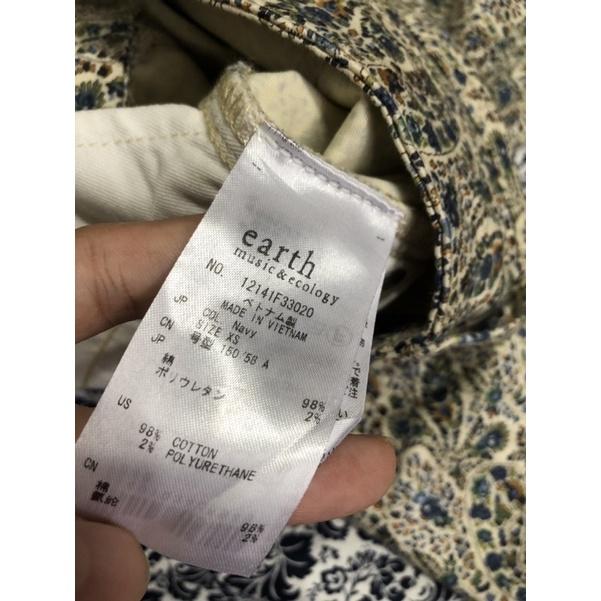 earth
music & ecology
NO. 12141F33020
ベトナム製
MADE IN VIETNAM
COL. Navy
SIZE XS
号型 150/58 A
JP
CN
JP
綿 98%
ポリウレタン 2%
US
98% COTTON
2% POLYURETHANE
CN
棉 98%
2%